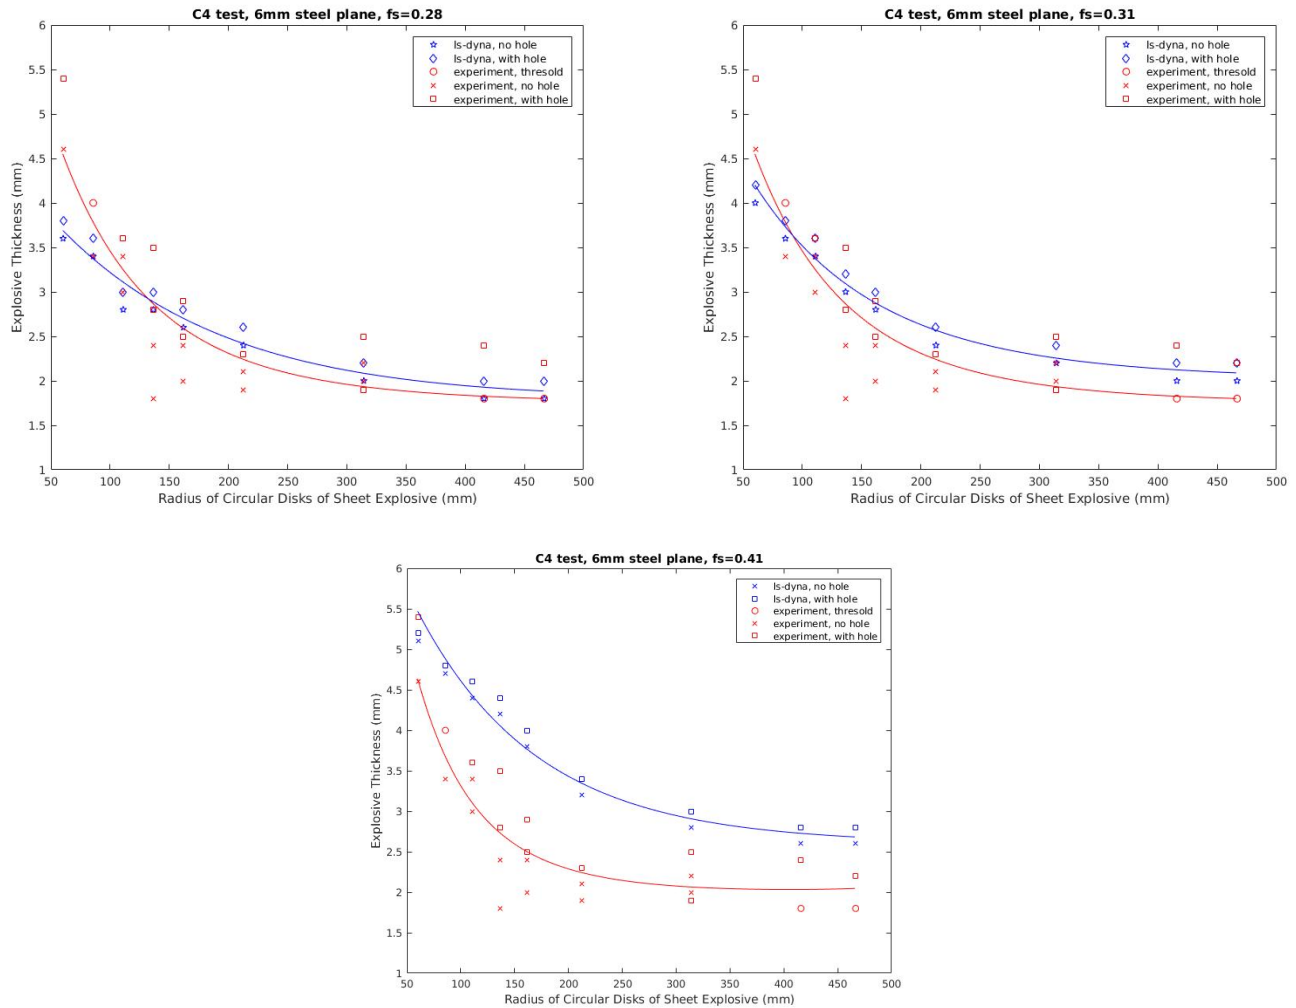 C4 test, 6mm steel plane, fs=0.28
ls-dyna, no hole
ls-dyna, with hole
experiment, thresold
experiment, no hole
experiment, with hole
Explosive Thickness (mm)
6
5.5
5
4.5
4
3.5
3
2.5
2
1.5
1
50 100 150 200 250 300 350 400 450 500
Radius of Circular Disks of Sheet Explosive (mm)
C4 test, 6mm steel plane, fs=0.31
ls-dyna, no hole
ls-dyna, with hole
experiment, thresold
experiment, no hole
experiment, with hole
Explosive Thickness (mm)
6
5.5
5
4.5
4
3.5
3
2.5
2
1.5
1
50 100 150 200 250 300 350 400 450 500
Radius of Circular Disks of Sheet Explosive (mm)
C4 test, 6mm steel plane, fs=0.41
ls-dyna, no hole
ls-dyna, with hole
experiment, thresold
experiment, no hole
experiment, with hole
Explosive Thickness (mm)
6
5.5
5
4.5
4
3.5
3
2.5
2
1.5
1
50 100 150 200 250 300 350 400 450 500
Radius of Circular Disks of Sheet Explosive (mm)